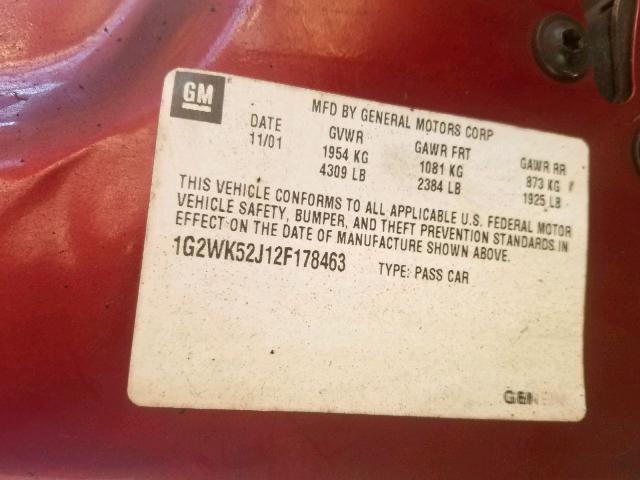 GM
MFD BY GENERAL MOTORS CORP
DATE GVWR GAWR FRT GAWR RR
11/01 1954 KG 1081 KG 873 KG
4309 LB 2384 LB 1925 LB
THIS VEHICLE CONFORMS TO ALL APPLICABLE U.S. FEDERAL MOTOR
VEHICLE SAFETY, BUMPER, AND THEFT PREVENTION STANDARDS IN
EFFECT ON THE DATE OF MANUFACTURE SHOWN ABOVE.
1G2WK52J12F178463 TYPE: PASS CAR